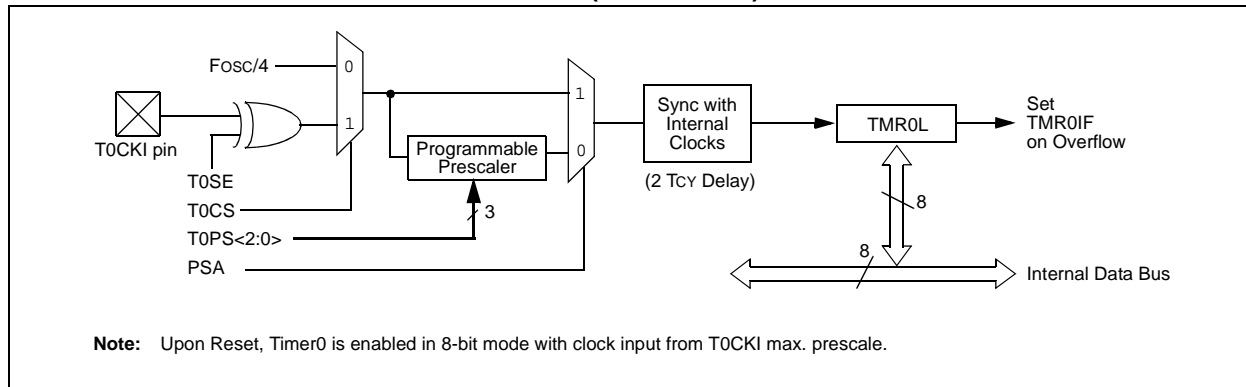 Fosc/4
0
1
T0CKI pin
T0SE
T0CS
T0PS<2:0>
PSA
Programmable
Prescaler
3
1
0
Sync with
Internal
Clocks
(2 TCY Delay)
TMR0L
Set
TMR0IF
on Overflow
8
8
Internal Data Bus
Note: Upon Reset, Timer0 is enabled in 8-bit mode with clock input from T0CKI max. prescale.